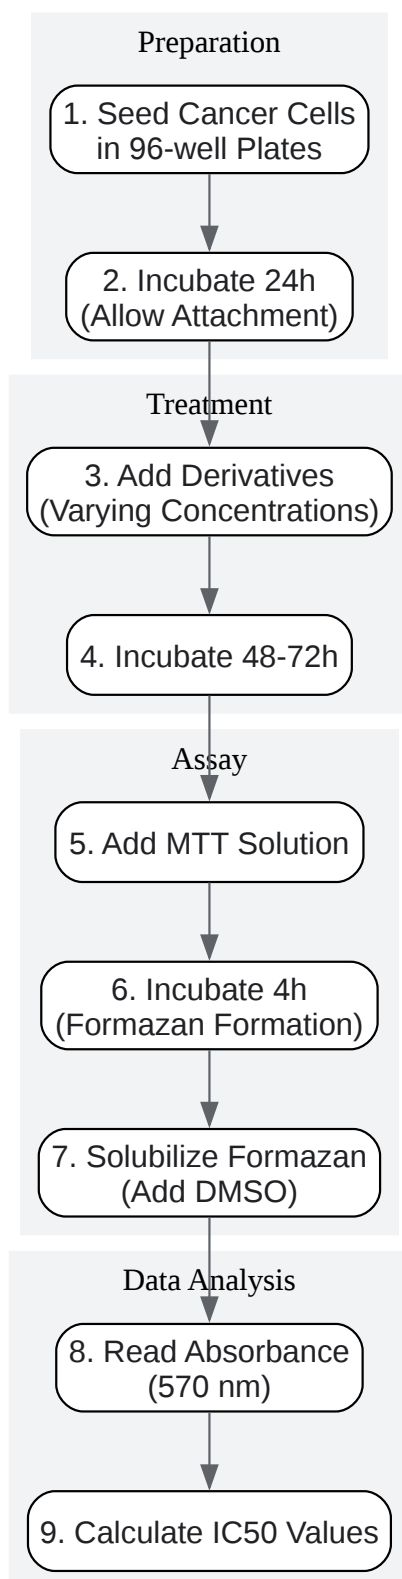 Preparation
1. Seed Cancer Cells
in 96-well Plates
2. Incubate 24h
(Allow Attachment)
Treatment
3. Add Derivatives
(Varying Concentrations)
4. Incubate 48-72h
Assay
5. Add MTT Solution
6. Incubate 4h
(Formazan Formation)
7. Solubilize Formazan
(Add DMSO)
Data Analysis
8. Read Absorbance
(570 nm)
9. Calculate IC50 Values